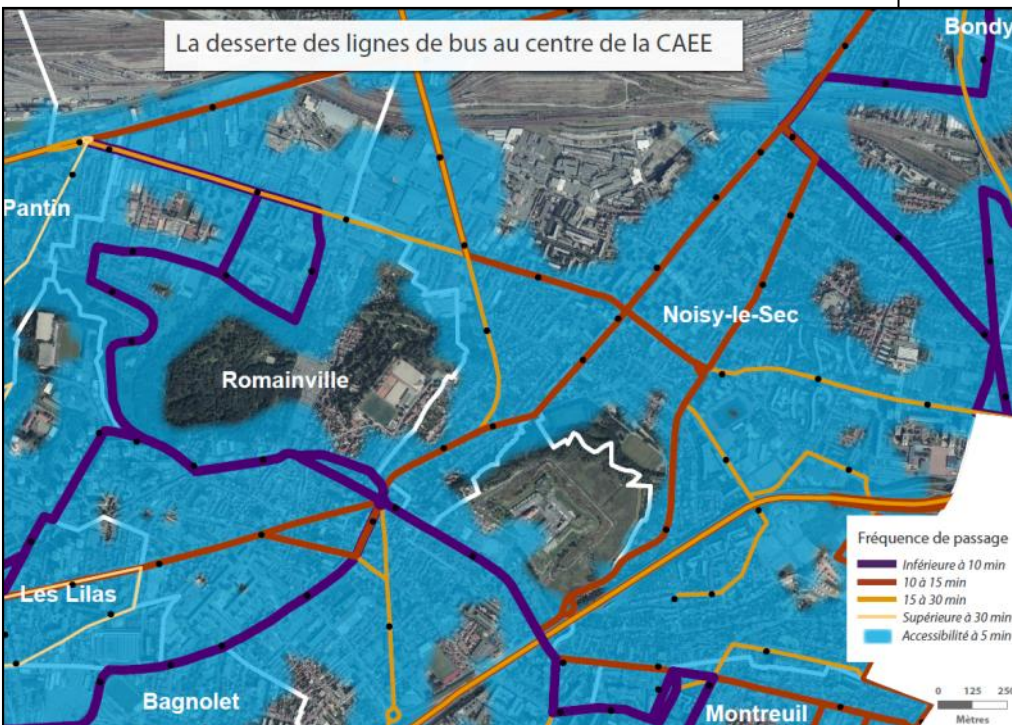 La desserte des lignes de bus au centre de la CAEE
Bondy
Pantin
Noisy-le-Sec
Romainville
Les Lilas
Bagnolet
Montreuil
Fréquence de passage
Inférieure à 10 min
10 à 15 min
15 à 30 min
Supérieure à 30 min
Accessibilité à 5 min
0 125 250
Mètres